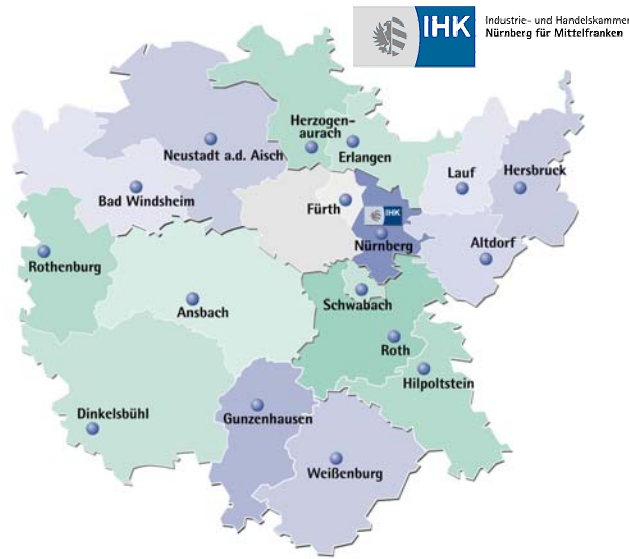 IHK
Industrie- und Handelskammer
Nürnberg für Mittelfranken
Herzogen-
aurach
Neustadt a.d. Aisch
Erlangen
Lauf
Hersbruck
Bad Windsheim
Fürth
IHK
Nürnberg
Altdorf
Rothenburg
Ansbach
Schwabach
Roth
Hilpoltstein
Dinkelsbühl
Gunzenhausen
Weißenburg